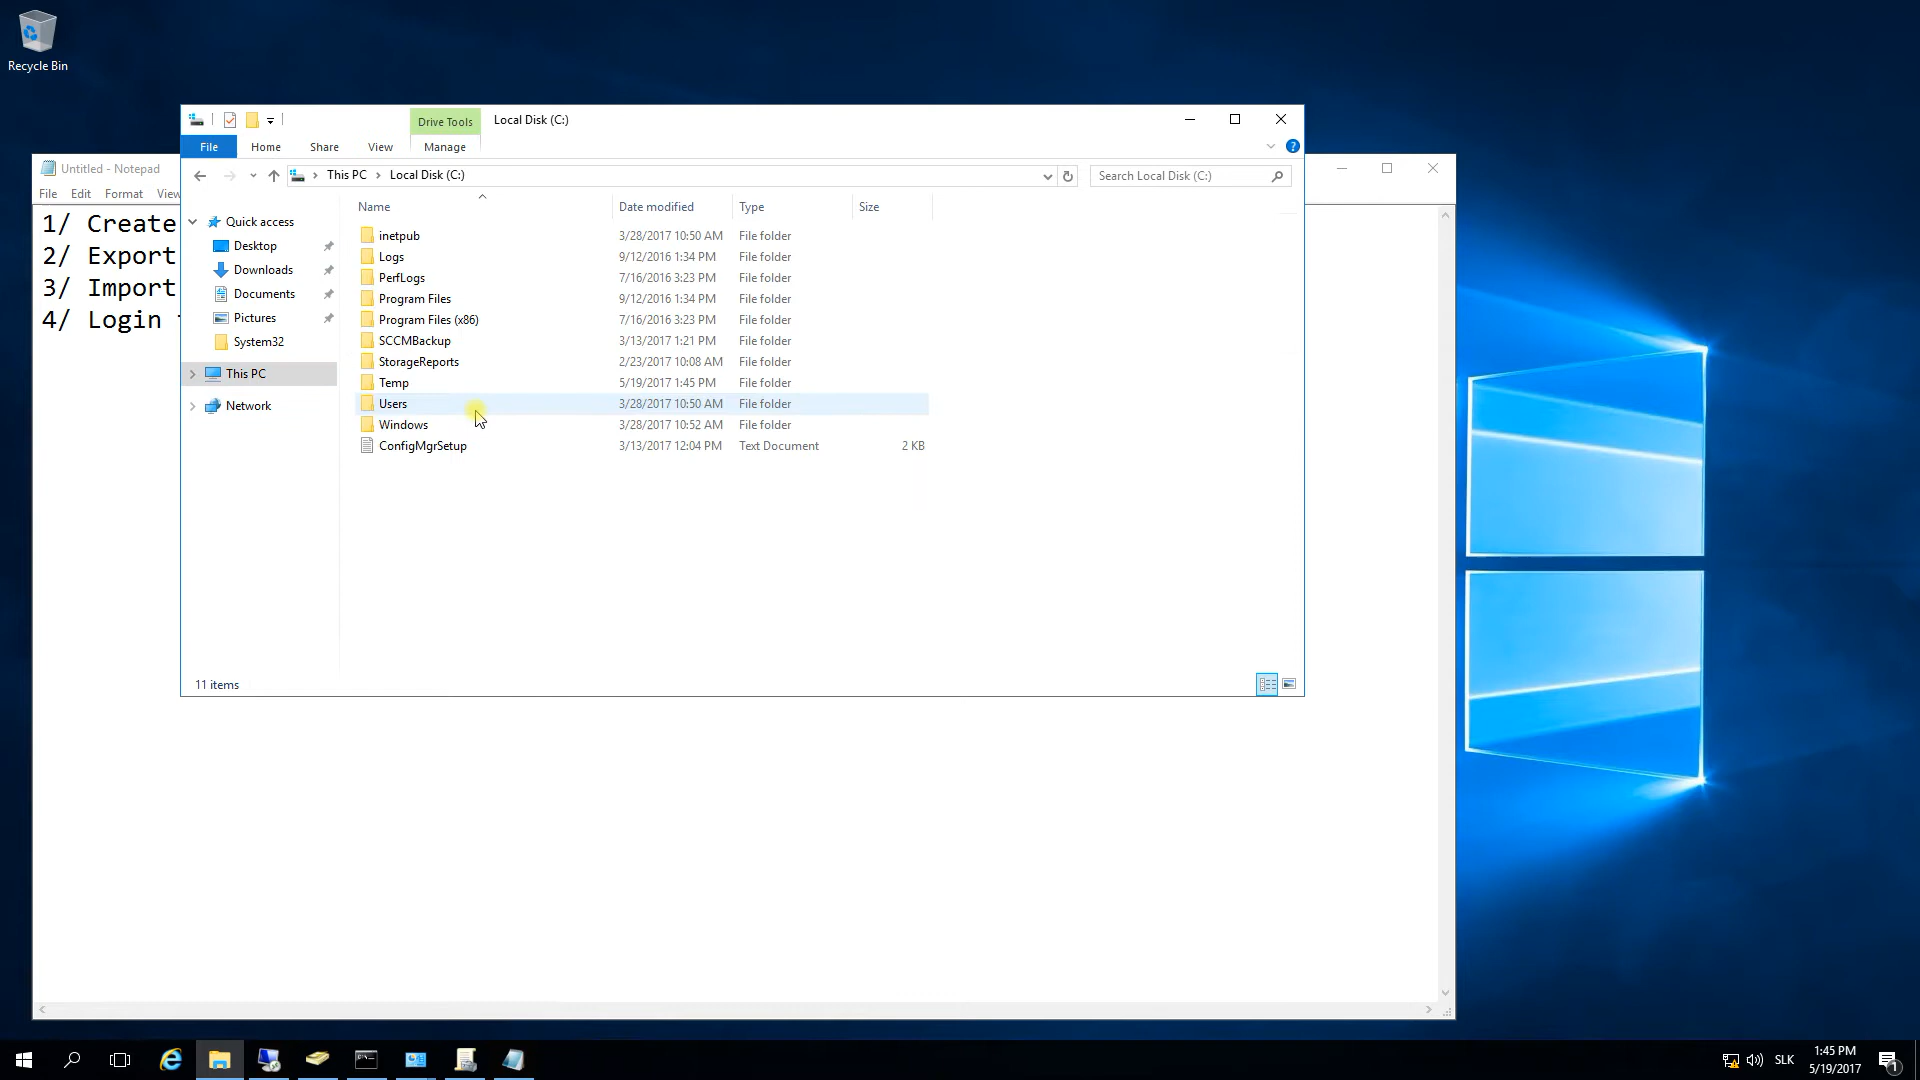 Recycle Bin
Drive Tools
Local Disk (C:)
File Home Share View Manage
This PC Local Disk (C:)
Search Local Disk (C:)
Untitled - Notepad
File Edit Format View
1/ Create
2/ Export
3/ Import
4/ Login
Quick access
Desktop
Downloads
Documents
Pictures
System32
This PC
Network
Name Date modified Type Size
inetpub 3/28/2017 10:50 AM File folder
Logs 9/12/2016 1:34 PM File folder
PerfLogs 7/16/2016 3:23 PM File folder
Program Files 9/12/2016 1:34 PM File folder
Program Files (x86) 7/16/2016 3:23 PM File folder
SCCMBackup 3/13/2017 1:21 PM File folder
StorageReports 2/23/2017 10:08 AM File folder
Temp 5/19/2017 1:45 PM File folder
Users 3/28/2017 10:50 AM File folder
Windows 3/28/2017 10:52 AM File folder
ConfigMgrSetup 3/13/2017 12:04 PM Text Document 2 KB
11 items
SLK
1:45 PM
5/19/2017
1